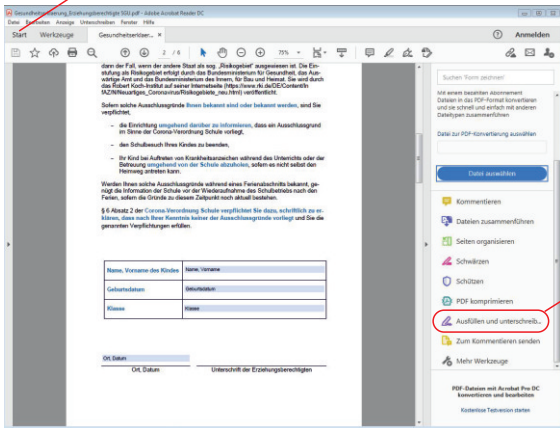 Gesundheitserklaerung_Erziehungsberechtigte SGU.pdf - Adobe Acrobat Reader DC
Datei Bearbeiten Anzeige Unterschreiben Fenster Hilfe
Start Werkzeuge Gesundheitserklaer... × Anmelden
2 / 6 75%
dann der Fall, wenn der andere Staat als sog. „Risikogebiet" ausgewiesen ist. Die Ein-
stufung als Risikogebiet erfolgt durch das Bundesministerium für Gesundheit, das Aus-
wärtige Amt und das Bundesministerium des Innern, für Bau und Heimat. Sie wird durch
das Robert Koch-Institut auf seiner Internetseite (https://www.rki.de/DE/Content/In
fAZ/N/Neuartiges_Coronavirus/Risikogebiete_neu.html) veröffentlicht.
Sofern solche Ausschlussgründe Ihnen bekannt sind oder bekannt werden, sind Sie
verpflichtet,
– die Einrichtung umgehend darüber zu informieren, dass ein Ausschlussgrund
im Sinne der Corona-Verordnung Schule vorliegt,
– den Schulbesuch Ihres Kindes zu beenden,
– Ihr Kind bei Auftreten von Krankheitsanzeichen während des Unterrichts oder der
Betreuung umgehend von der Schule abzuholen, sofern es nicht selbst den
Heimweg antreten kann.
Werden Ihnen solche Ausschlussgründe während eines Ferienabschnitts bekannt, ge-
nügt die Information der Schule vor der Wiederaufnahme des Schulbetriebs nach den
Ferien, sofern die Gründe zu diesem Zeitpunkt noch aktuell bestehen.
§ 6 Absatz 2 der Corona-Verordnung Schule verpflichtet Sie dazu, schriftlich zu er-
klären, dass nach Ihrer Kenntnis keiner der Ausschlussgründe vorliegt und Sie die
genannten Verpflichtungen erfüllen.
Name, Vorname des Kindes Name, Vorname
Geburtsdatum Geburtsdatum
Klasse Klasse
Ort, Datum
Ort, Datum Unterschrift der Erziehungsberechtigten
Suchen 'Form zeichnen'
Mit einem bezahlten Abonnement
Dateien in das PDF-Format konvertieren
und sie schnell und einfach mit anderen
Dateitypen zusammenführen
Datei zur PDF-Konvertierung auswählen
Datei auswählen
Kommentieren
Dateien zusammenführen
Seiten organisieren
Schwärzen
Schützen
PDF komprimieren
Ausfüllen und unterschreib...
Zum Kommentieren senden
Mehr Werkzeuge
PDF-Dateien mit Acrobat Pro DC
konvertieren und bearbeiten
Kostenlose Testversion starten